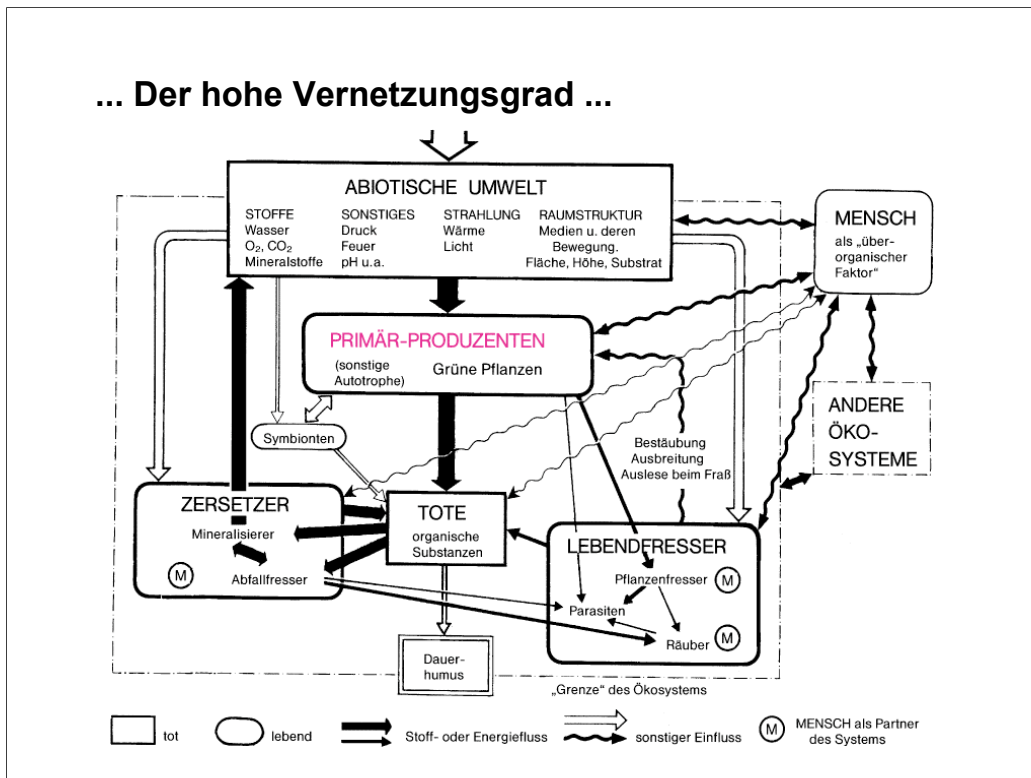 ... Der hohe Vernetzungsgrad ...
ABIOTISCHE UMWELT
STOFFE
Wasser
O₂, CO₂
Mineralstoffe
SONSTIGES
Druck
Feuer
pH u.a.
STRAHLUNG
Wärme
Licht
RAUMSTRUKTUR
Medien u. deren
Bewegung.
Fläche, Höhe, Substrat
MENSCH
als „über-
organischer
Faktor“
PRIMÄR-PRODUZENTEN
(sonstige
Autotrophe)
Grüne Pflanzen
ANDERE
ÖKO-
SYSTEME
Symbionten
Bestäubung
Ausbreitung
Auslese beim Fraß
ZERSETZER
Mineralisierer
Abfallfresser
M
TOTE
organische
Substanzen
LEBENDFRESSER
Pflanzenfresser
M
Parasiten
Räuber
M
Dauer-
humus
„Grenze“ des Ökosystems
tot
lebend
Stoff- oder Energiefluss
sonstiger Einfluss
M
MENSCH als Partner
des Systems